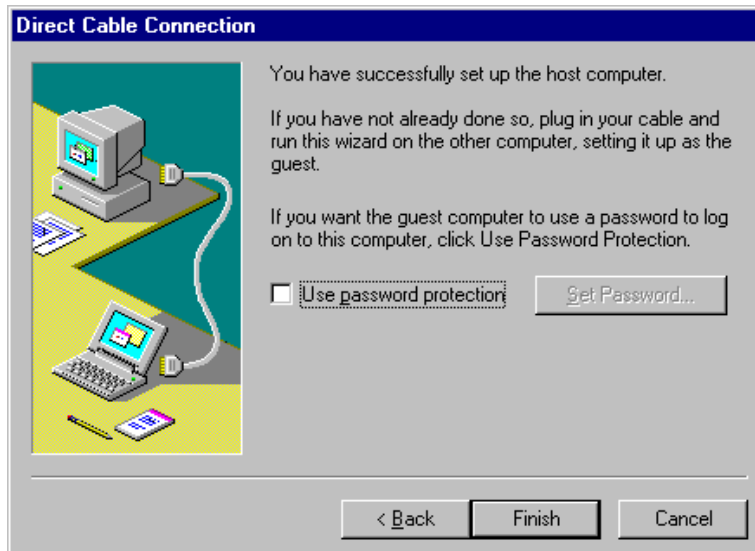 Direct Cable Connection
You have successfully set up the host computer.
If you have not already done so, plug in your cable and
run this wizard on the other computer, setting it up as the
guest.
If you want the guest computer to use a password to log
on to this computer, click Use Password Protection.
Use password protection
Set Password...
< Back
Finish
Cancel